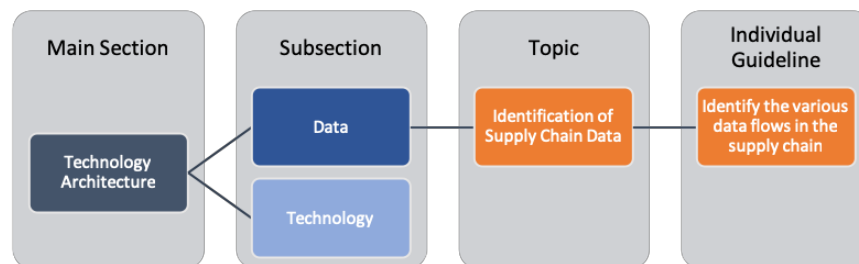 Main Section
Subsection
Topic
Individual
Guideline
Technology
Architecture
Data
Technology
Identification of
Supply Chain Data
Identify the various
data flows in the
supply chain